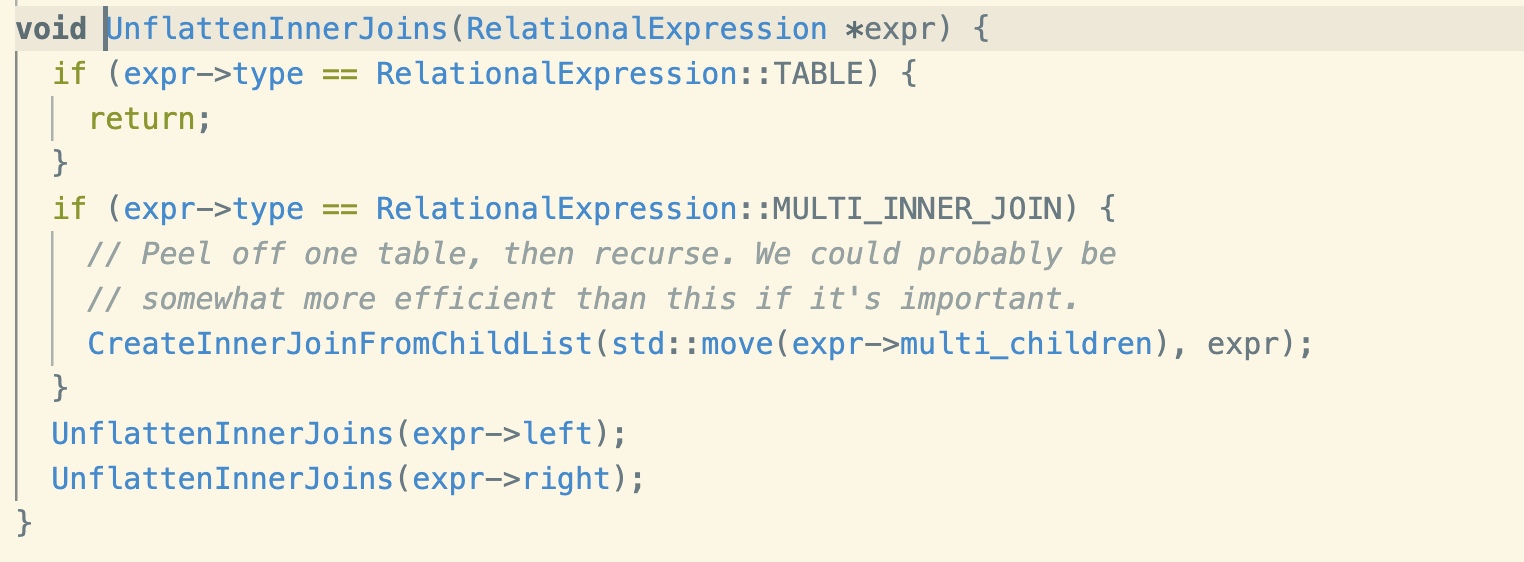 void UnflattenInnerJoins(RelationalExpression *expr) {
  if (expr->type == RelationalExpression::TABLE) {
    return;
  }
  if (expr->type == RelationalExpression::MULTI_INNER_JOIN) {
    // Peel off one table, then recurse. We could probably be
    // somewhat more efficient than this if it's important.
    CreateInnerJoinFromChildList(std::move(expr->multi_children), expr);
  }
  UnflattenInnerJoins(expr->left);
  UnflattenInnerJoins(expr->right);
}